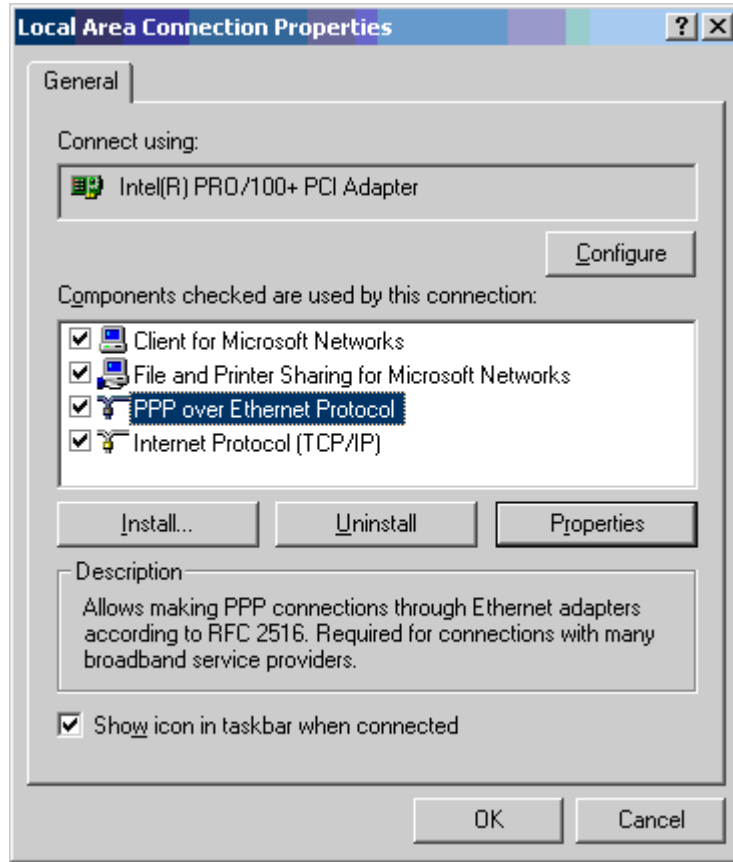 Local Area Connection Properties
General
Connect using:
Intel(R) PRO/100+ PCI Adapter
Configure
Components checked are used by this connection:
Client for Microsoft Networks
File and Printer Sharing for Microsoft Networks
PPP over Ethernet Protocol
Internet Protocol (TCP/IP)
Install... Uninstall Properties
Description
Allows making PPP connections through Ethernet adapters
according to RFC 2516. Required for connections with many
broadband service providers.
Show icon in taskbar when connected
OK Cancel